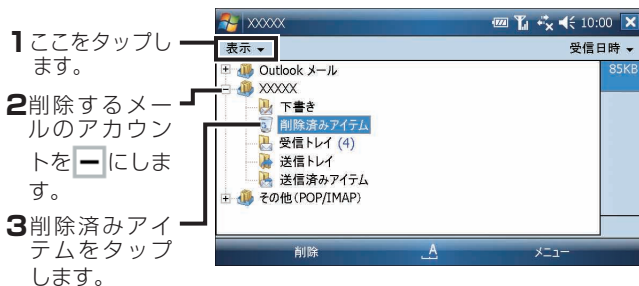 1 ここをタップし
ます。
2 削除するメー
ルのアカウン
トを－にしま
す。
3 削除済みアイ
テムをタップ
します。
XXXXX 10:00
表示 受信日時
Outlook メール 85KB
XXXXX
下書き
削除済みアイテム
受信トレイ (4)
送信トレイ
送信済みアイテム
その他(POP/IMAP)
削除 A メニュー